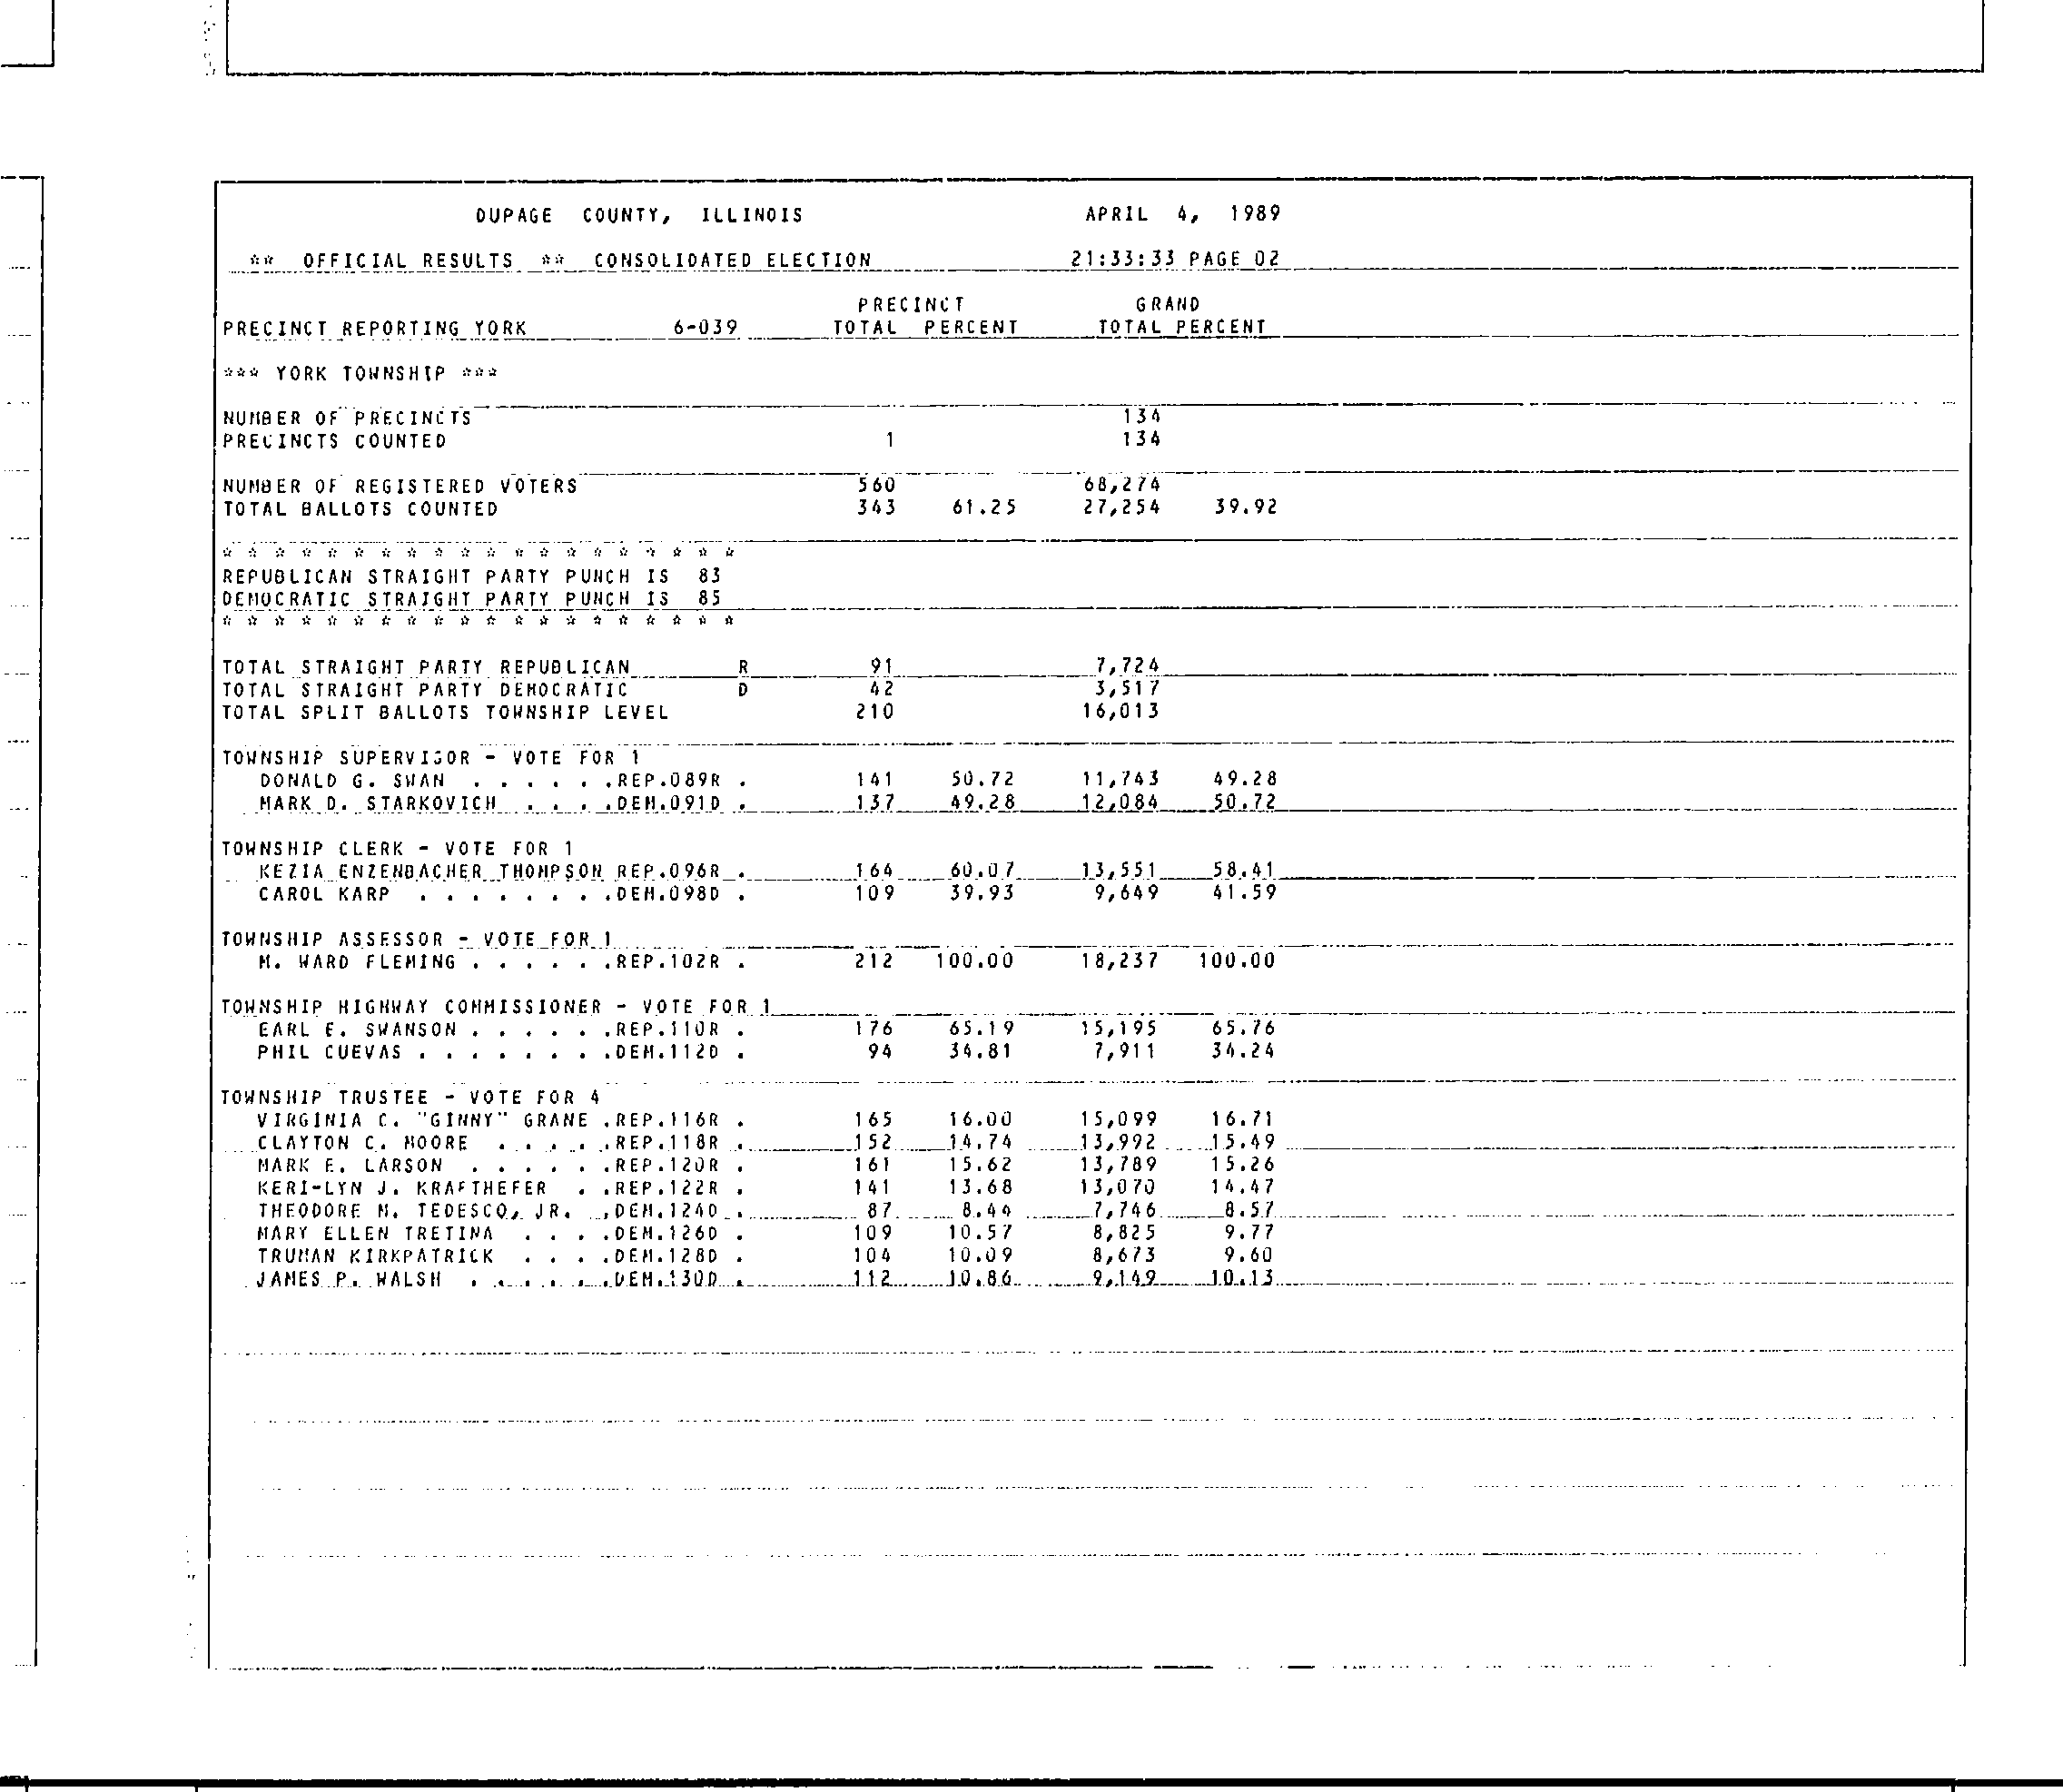 DUPAGE COUNTY, ILLINOIS APRIL 4, 1989
** OFFICIAL RESULTS ** CONSOLIDATED ELECTION 21:33:33 PAGE 02
PRECINCT GRAND
PRECINCT REPORTING YORK 6-039 TOTAL PERCENT TOTAL PERCENT
*** YORK TOWNSHIP ***
NUMBER OF PRECINCTS 134
PRECINCTS COUNTED 1 134
NUMBER OF REGISTERED VOTERS 560 68,274
TOTAL BALLOTS COUNTED 343 61.25 27,254 39.92
* * * * * * * * * * * * * * * * * * * *
REPUBLICAN STRAIGHT PARTY PUNCH IS 83
DEMOCRATIC STRAIGHT PARTY PUNCH IS 85
* * * * * * * * * * * * * * * * * * * *
TOTAL STRAIGHT PARTY REPUBLICAN R 91 7,724
TOTAL STRAIGHT PARTY DEMOCRATIC D 42 3,517
TOTAL SPLIT BALLOTS TOWNSHIP LEVEL 210 16,013
TOWNSHIP SUPERVISOR - VOTE FOR 1
DONALD G. SWAN . . . . . .REP.089R . 141 50.72 11,743 49.28
MARK D. STARKOVICH . . . .DEM.091D . 137 49.28 12,084 50.72
TOWNSHIP CLERK - VOTE FOR 1
KEZIA ENZENBACHER THOMPSON REP.096R . 164 60.07 13,551 58.41
CAROL KARP . . . . . . . .DEM.098D . 109 39.93 9,649 41.59
TOWNSHIP ASSESSOR - VOTE FOR 1
M. WARD FLEMING . . . . . .REP.102R . 212 100.00 18,237 100.00
TOWNSHIP HIGHWAY COMMISSIONER - VOTE FOR 1
EARL E. SWANSON . . . . . .REP.110R . 176 65.19 15,195 65.76
PHIL CUEVAS . . . . . . . .DEM.112D . 94 34.81 7,911 34.24
TOWNSHIP TRUSTEE - VOTE FOR 4
VIRGINIA C. "GINNY" GRANE .REP.116R . 165 16.00 15,099 16.71
CLAYTON C. MOORE . . . . .REP.118R . 152 14.74 13,992 15.49
MARK E. LARSON . . . . . .REP.120R . 161 15.62 13,789 15.26
KERI-LYN J. KRAFTHEFER . .REP.122R . 141 13.68 13,070 14.47
THEODORE M. TEDESCO, JR. .DEM.124D . 87 8.44 7,746 8.57
MARY ELLEN TRETINA . . . .DEM.126D . 109 10.57 8,825 9.77
TRUMAN KIRKPATRICK . . . .DEM.128D . 104 10.09 8,673 9.60
JAMES P. WALSH . . . . . .DEM.130D . 112 10.86 9,149 10.13